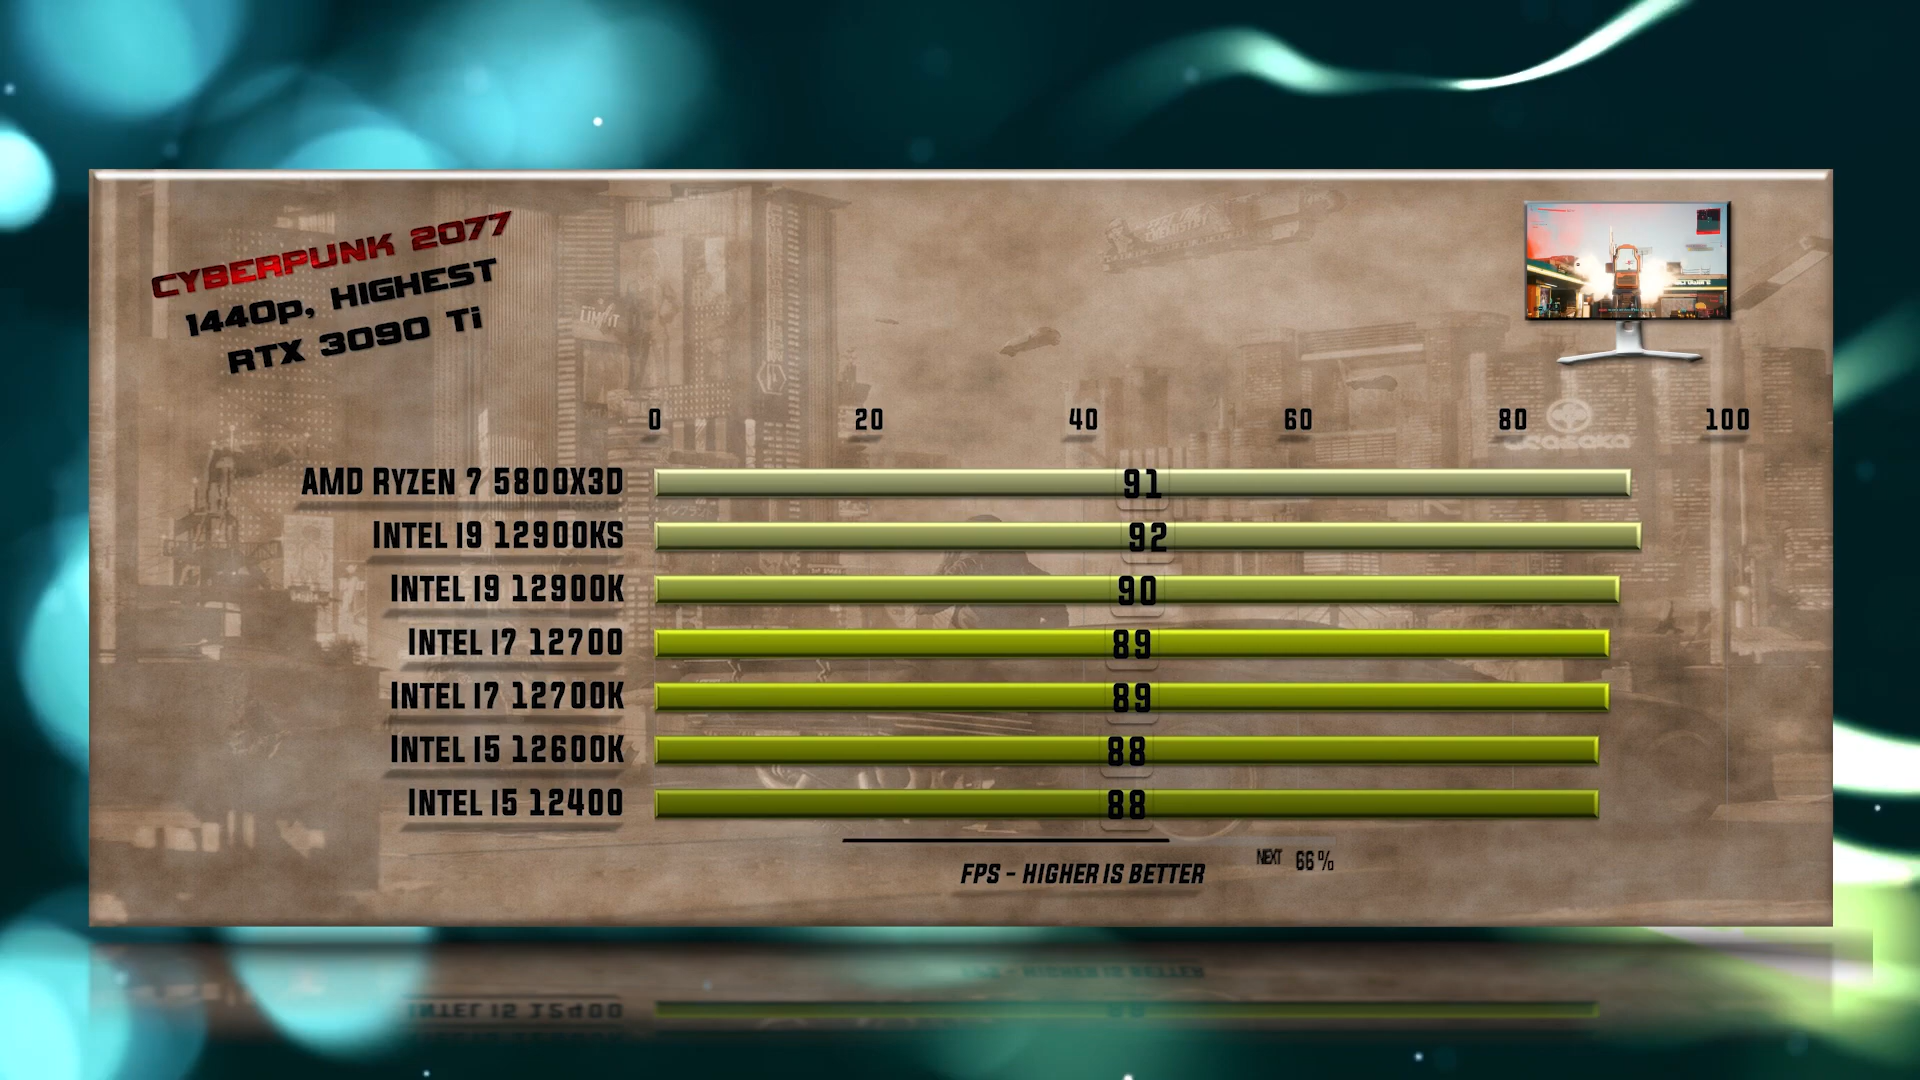 CYBERPUNK 2077
1440p, HIGHEST
RTX 3090 Ti
0 20 40 60 80 100
AMD RYZEN 7 5800X3D 91
INTEL I9 12900KS 92
INTEL I9 12900K 90
INTEL I7 12700 89
INTEL I7 12700K 89
INTEL I5 12600K 88
INTEL I5 12400 88
NEXT 66%
FPS - HIGHER IS BETTER